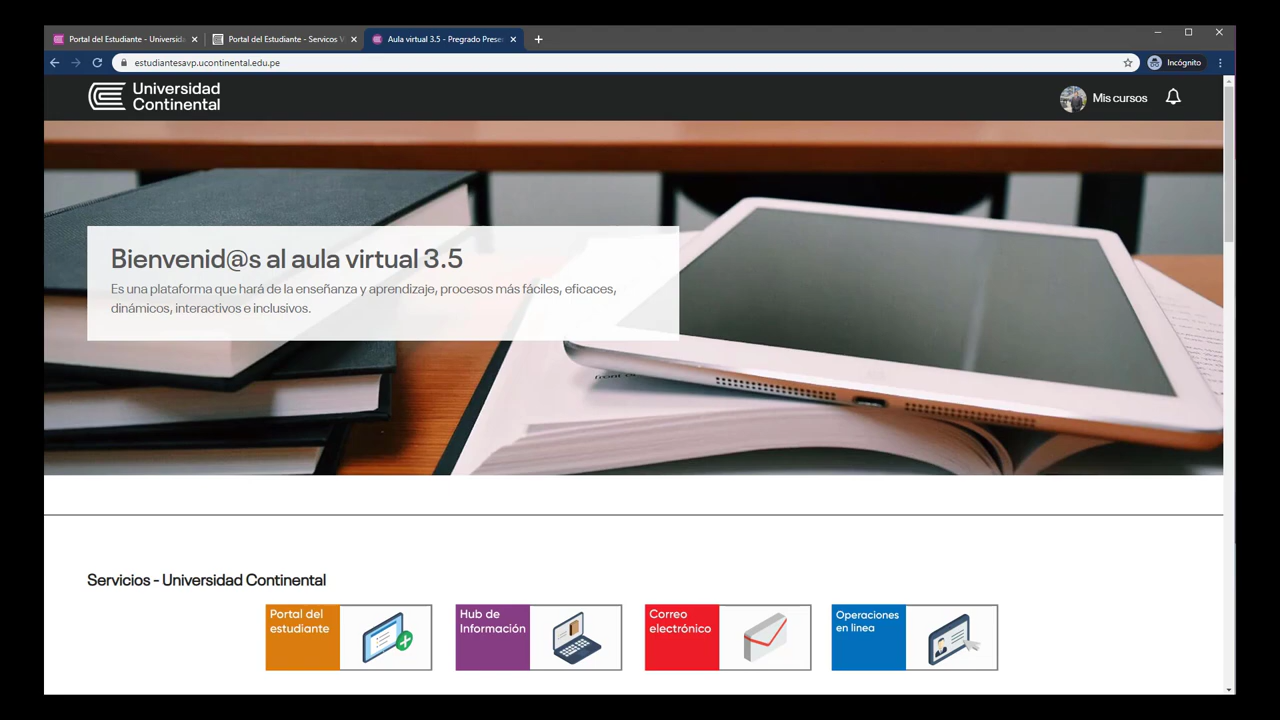 Portal del Estudiante - Universida
Portal del Estudiante - Servicos V
Aula virtual 3.5 - Pregrado Prese
estudiantesavp.ucontinental.edu.pe
Incógnito
Universidad
Continental
Mis cursos
Bienvenid@s al aula virtual 3.5
Es una plataforma que hará de la enseñanza y aprendizaje, procesos más fáciles, eficaces,
dinámicos, interactivos e inclusivos.
Servicios - Universidad Continental
Portal del
estudiante
Hub de
Información
Correo
electrónico
Operaciones
en linea